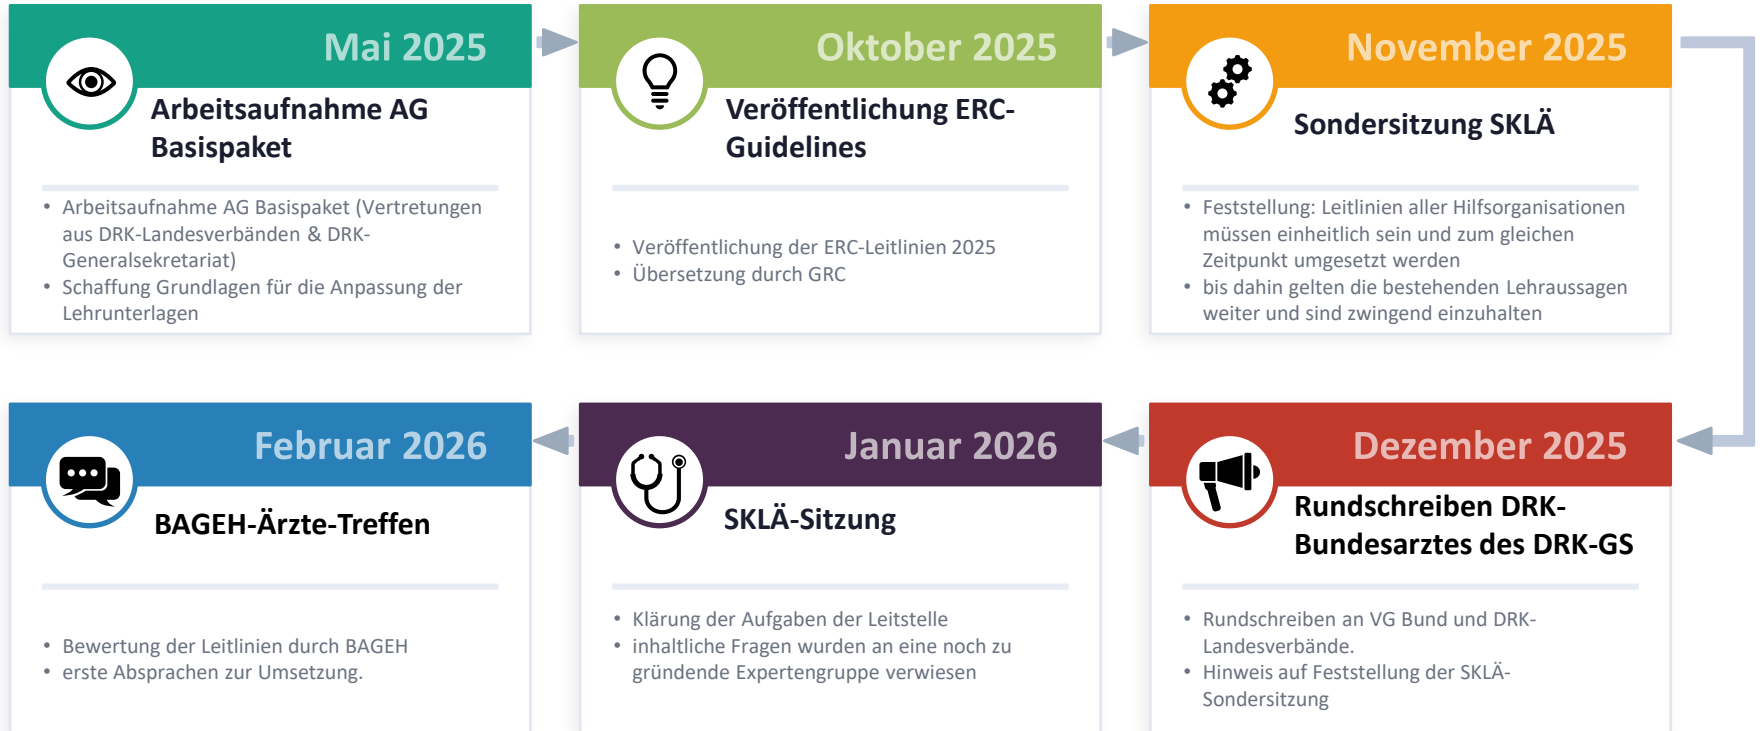 Mai 2025
Arbeitsaufnahme AG
Basispaket
• Arbeitsaufnahme AG Basispaket (Vertretungen
aus DRK-Landesverbänden & DRK-
Generalsekretariat)
• Schaffung Grundlagen für die Anpassung der
Lehrunterlagen
Oktober 2025
Veröffentlichung ERC-
Guidelines
• Veröffentlichung der ERC-Leitlinien 2025
• Übersetzung durch GRC
November 2025
Sondersitzung SKLÄ
• Feststellung: Leitlinien aller Hilfsorganisationen
müssen einheitlich sein und zum gleichen
Zeitpunkt umgesetzt werden
• bis dahin gelten die bestehenden Lehraussagen
weiter und sind zwingend einzuhalten
Dezember 2025
Rundschreiben DRK-
Bundesarztes des DRK-GS
• Rundschreiben an VG Bund und DRK-
Landesverbände.
• Hinweis auf Feststellung der SKLÄ-
Sondersitzung
Januar 2026
SKLÄ-Sitzung
• Klärung der Aufgaben der Leitstelle
• inhaltliche Fragen wurden an eine noch zu
gründende Expertengruppe verwiesen
Februar 2026
BAGEH-Ärzte-Treffen
• Bewertung der Leitlinien durch BAGEH
• erste Absprachen zur Umsetzung.